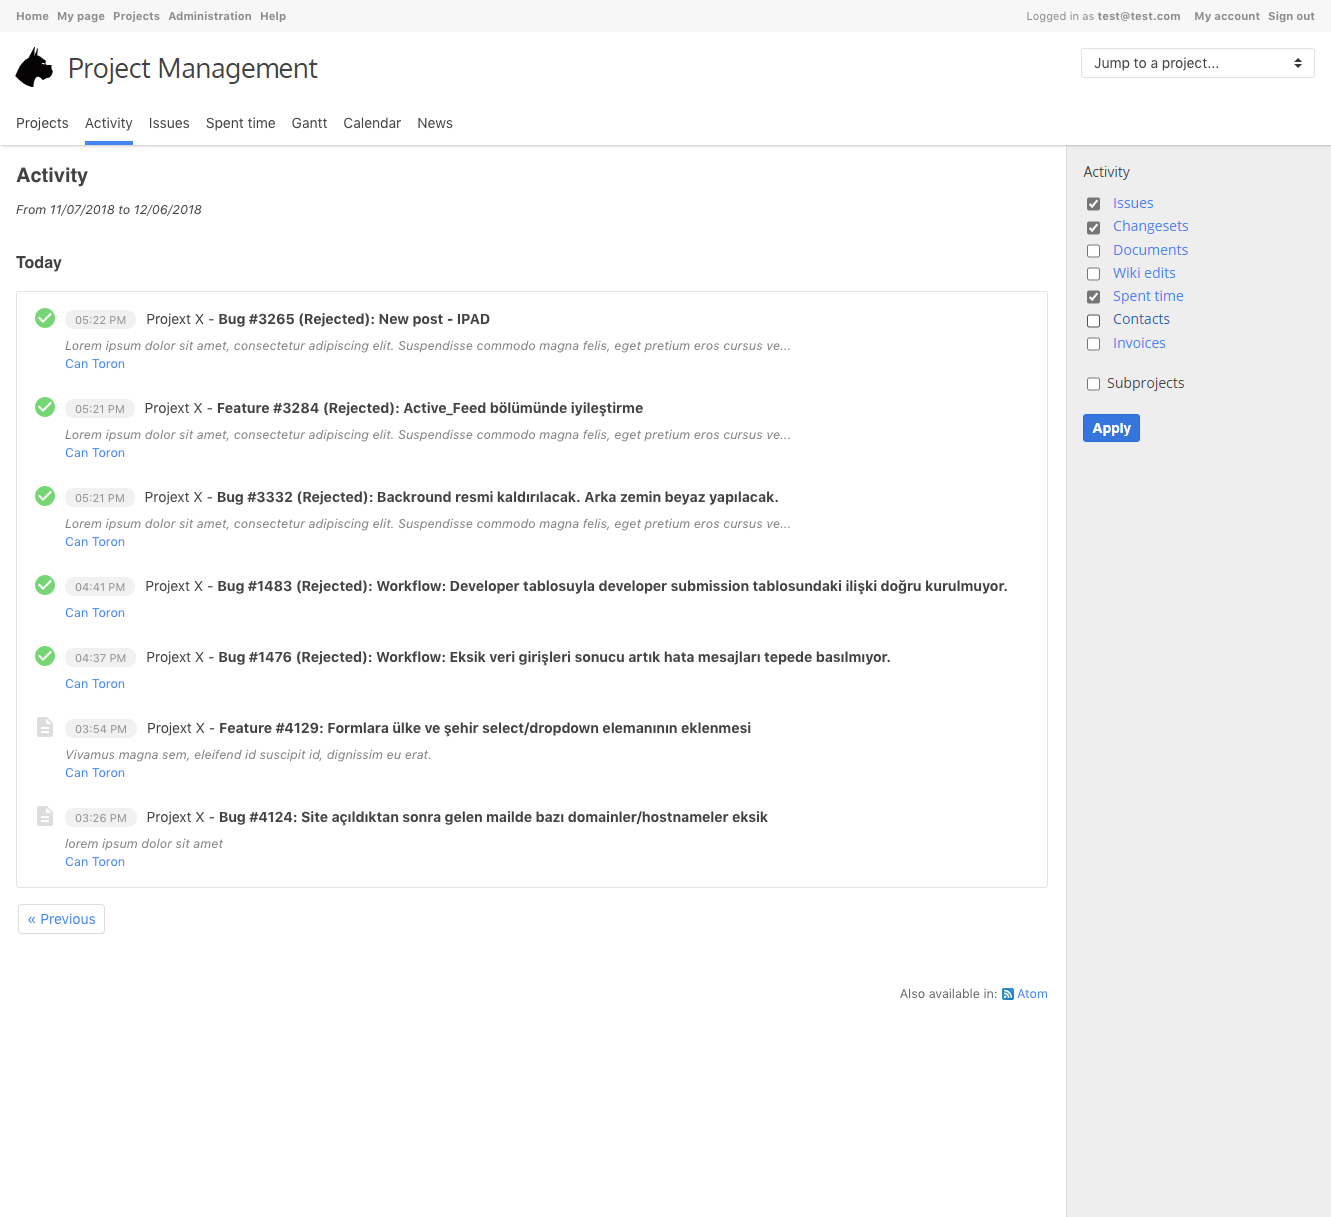 Home My page Projects Administration Help
Logged in as test@test.com My account Sign out
Project Management
Jump to a project...
Projects Activity Issues Spent time Gantt Calendar News
Activity
From 11/07/2018 to 12/06/2018
Today
05:22 PM Projext X - Bug #3265 (Rejected): New post - IPAD
Lorem ipsum dolor sit amet, consectetur adipiscing elit. Suspendisse commodo magna felis, eget pretium eros cursus ve...
Can Toron
05:21 PM Projext X - Feature #3284 (Rejected): Active_Feed bölümünde iyileştirme
Lorem ipsum dolor sit amet, consectetur adipiscing elit. Suspendisse commodo magna felis, eget pretium eros cursus ve...
Can Toron
05:21 PM Projext X - Bug #3332 (Rejected): Backround resmi kaldırılacak. Arka zemin beyaz yapılacak.
Lorem ipsum dolor sit amet, consectetur adipiscing elit. Suspendisse commodo magna felis, eget pretium eros cursus ve...
Can Toron
04:41 PM Projext X - Bug #1483 (Rejected): Workflow: Developer tablosuyla developer submission tablosundaki ilişki doğru kurulmuyor.
Can Toron
04:37 PM Projext X - Bug #1476 (Rejected): Workflow: Eksik veri girişleri sonucu artık hata mesajları tepede basılmıyor.
Can Toron
03:54 PM Projext X - Feature #4129: Formlara ülke ve şehir select/dropdown elemanının eklenmesi
Vivamus magna sem, eleifend id suscipit id, dignissim eu erat.
Can Toron
03:26 PM Projext X - Bug #4124: Site açıldıktan sonra gelen mailde bazı domainler/hostnameler eksik
lorem ipsum dolor sit amet
Can Toron
« Previous
Also available in: Atom
Activity
Issues
Changesets
Documents
Wiki edits
Spent time
Contacts
Invoices
Subprojects
Apply